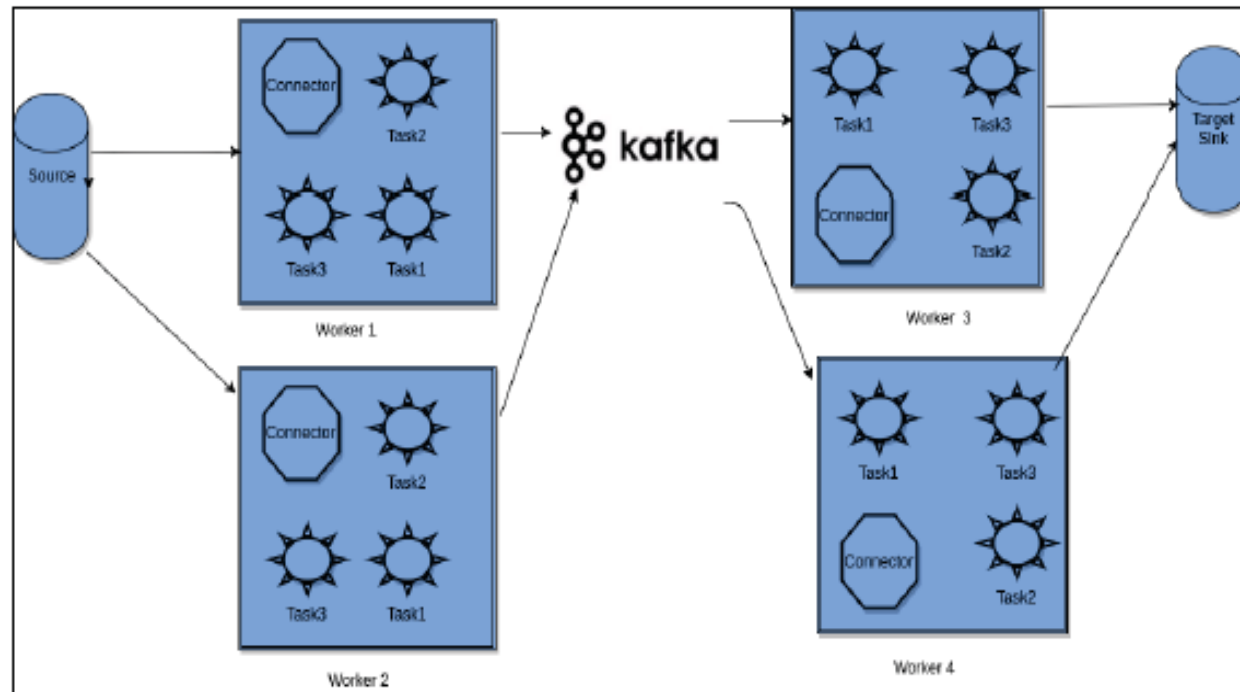 Source
Connector
Task2
Task3
Task1
Worker 1
Connector
Task2
Task3
Task1
Worker 2
kafka
Task1
Task3
Connector
Task2
Worker 3
Task1
Task3
Connector
Task2
Worker 4
Target
Sink